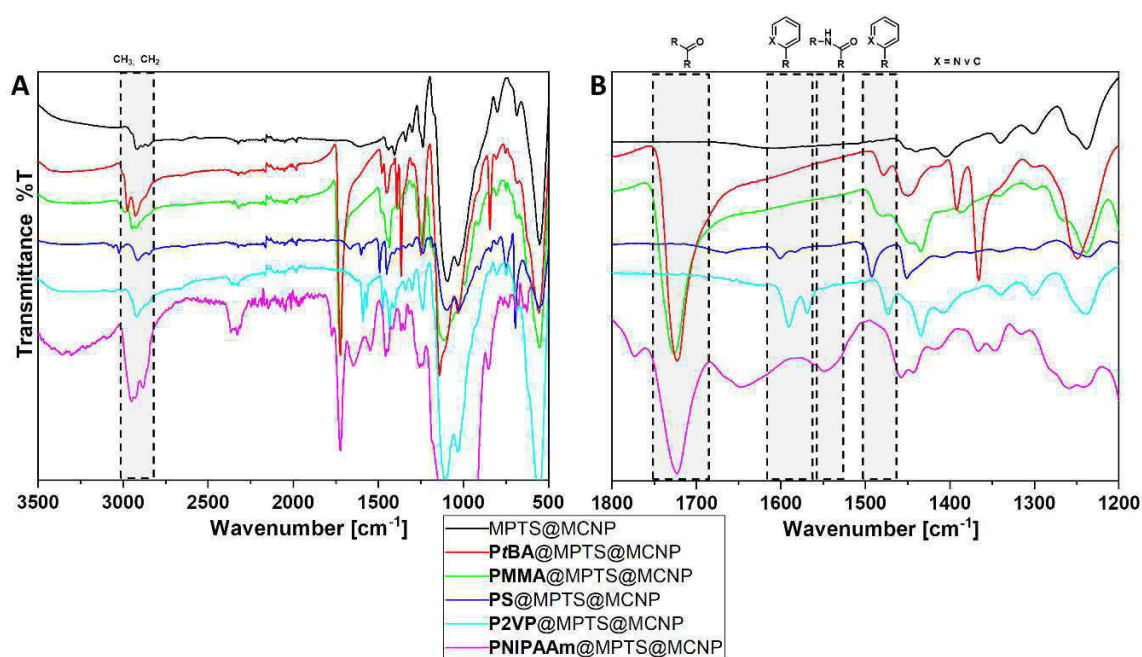 CH₃, CH₂
A
Transmittance %T
3500 3000 2500 2000 1500 1000 500
Wavenumber [cm⁻¹]
R O
R
X
R
H
R-N O
R
X
R
X = N v C
B
1800 1700 1600 1500 1400 1300 1200
Wavenumber [cm⁻¹]
MPTS@MCNP
PtBA@MPTS@MCNP
PMMA@MPTS@MCNP
PS@MPTS@MCNP
P2VP@MPTS@MCNP
PNIPAAm@MPTS@MCNP